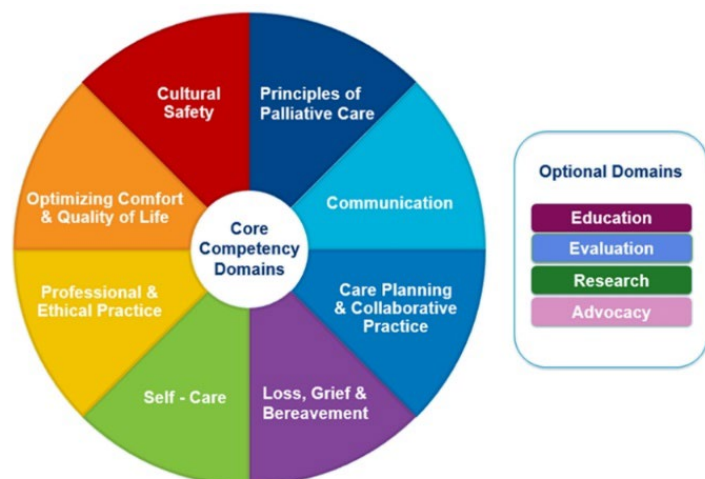 Cultural
Safety
Principles of
Palliative Care
Communication
Care Planning
& Collaborative
Practice
Loss, Grief &
Bereavement
Self - Care
Professional &
Ethical Practice
Optimizing Comfort
& Quality of Life
Core
Competency
Domains
Optional Domains
Education
Evaluation
Research
Advocacy